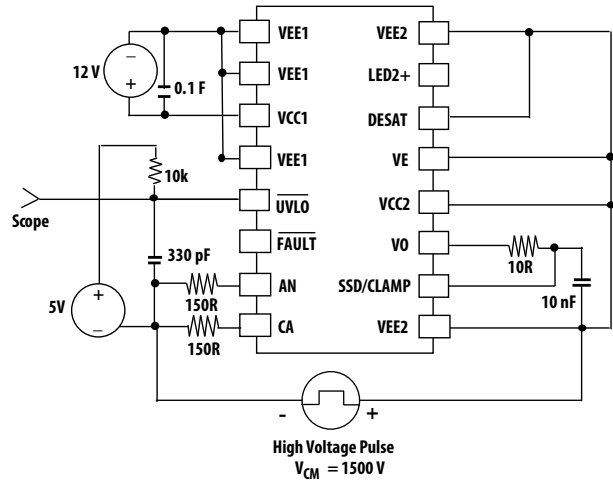 VEE1
VEE2
12 V
−
+
0.1 F
VEE1
LED2+
VCC1
DESAT
10k
VEE1
VE
Scope
UVLO
VCC2
FAULT
VO
330 pF
10R
AN
SSD/CLAMP
10 nF
150R
5V
+
−
CA
VEE2
150R
-
+
High Voltage Pulse
VCM = 1500 V